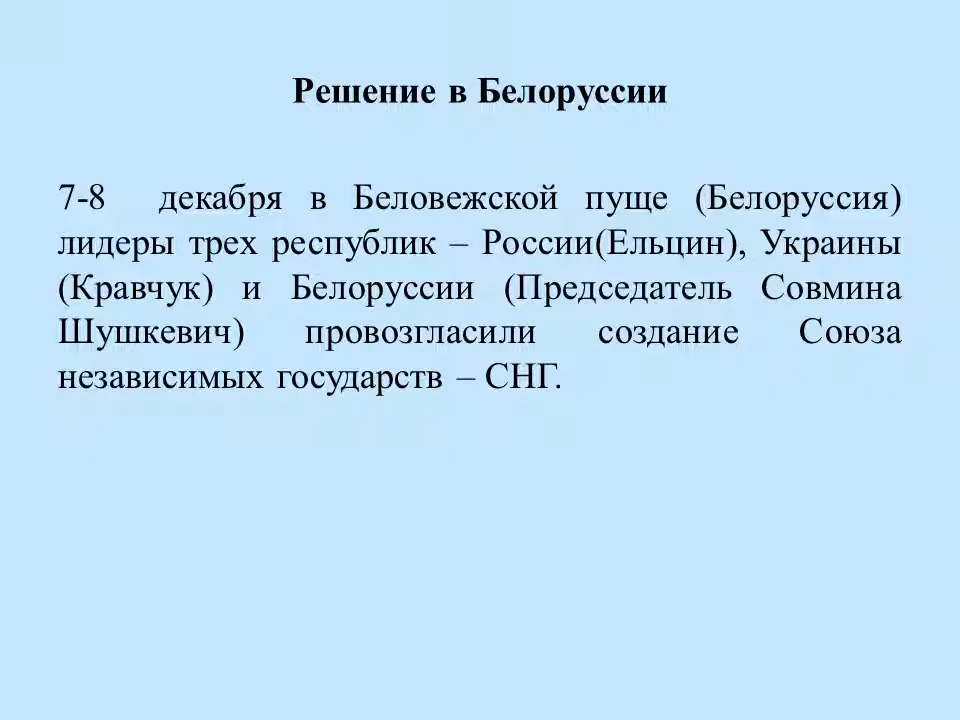 Решение в Белоруссии
7-8 декабря в Беловежской пуще (Белоруссия)
лидеры трех республик – России(Ельцин), Украины
(Кравчук) и Белоруссии (Председатель Совмина
Шушкевич) провозгласили создание Союза
независимых государств – СНГ.